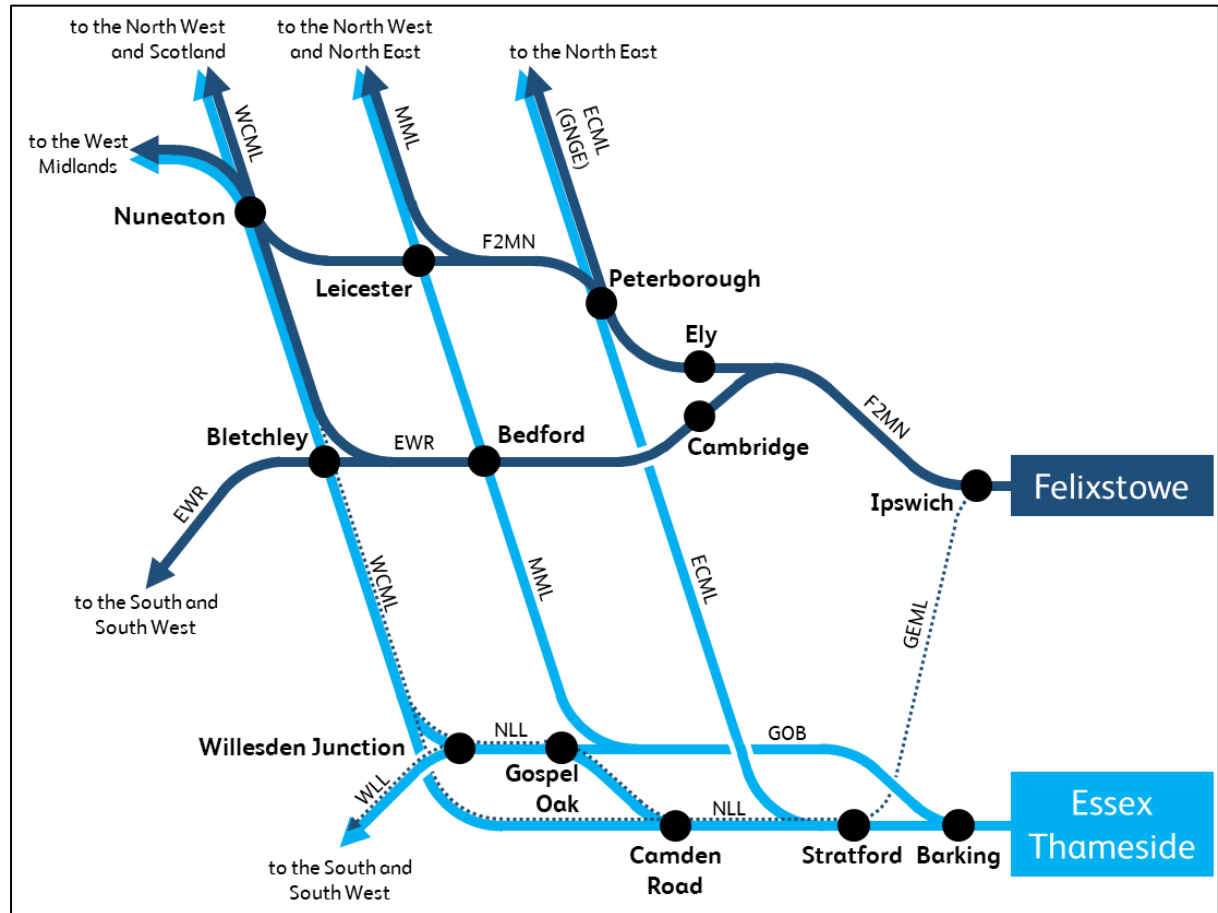 to the North West
and Scotland
to the North West
and North East
to the North East
WCML
MML
ECML
(GNGE)
to the West
Midlands
Nuneaton
F2MN
Leicester
Peterborough
Ely
F2MN
Bletchley
EWR
Bedford
Cambridge
EWR
Ipswich
Felixstowe
to the South and
South West
WCML
MML
ECML
GEML
Willesden Junction
NLL
GOB
WLL
Gospel
Oak
NLL
Essex
Thameside
to the South and
South West
Camden
Road
Stratford
Barking